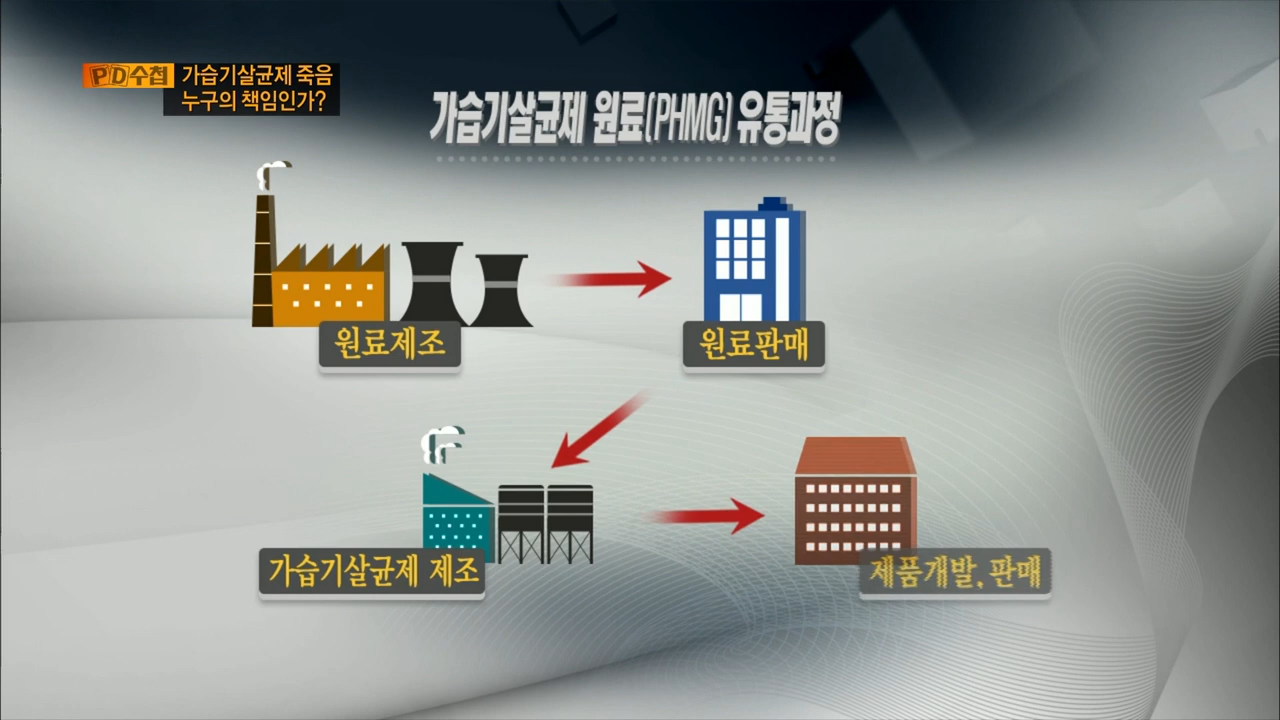 PD수첩
가습기살균제 죽음
누구의 책임인가?
가습기살균제 원료(PHMG) 유통과정
원료제조
원료판매
가습기살균제 제조
제품개발, 판매